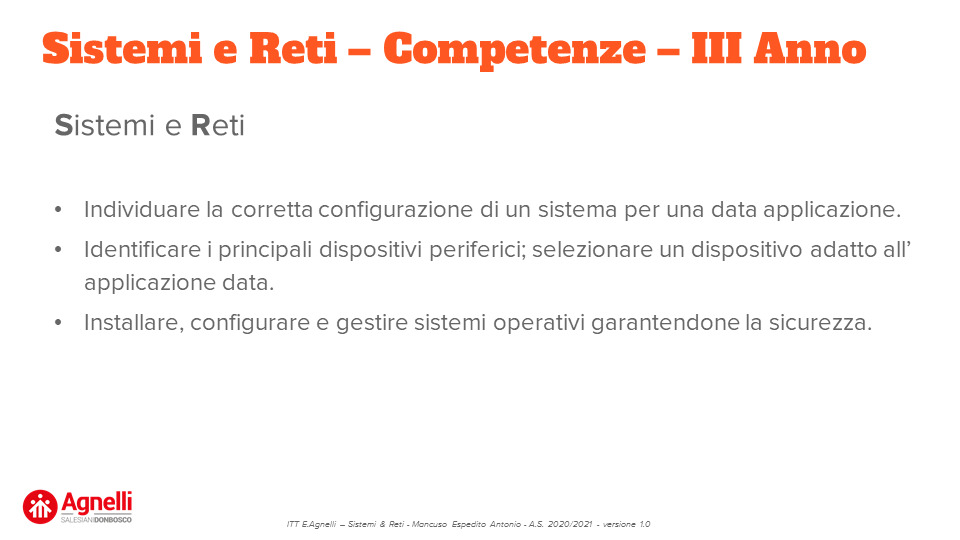 Sistemi e Reti – Competenze – III Anno
Sistemi e Reti
• Individuare la corretta configurazione di un sistema per una data applicazione.
• Identificare i principali dispositivi periferici; selezionare un dispositivo adatto all’
applicazione data.
• Installare, configurare e gestire sistemi operativi garantendone la sicurezza.
Agnelli
SALESIANIDONBOSCO
ITT E.Agnelli – Sistemi & Reti - Mancuso Espedito Antonio - A.S. 2020/2021 - versione 1.0